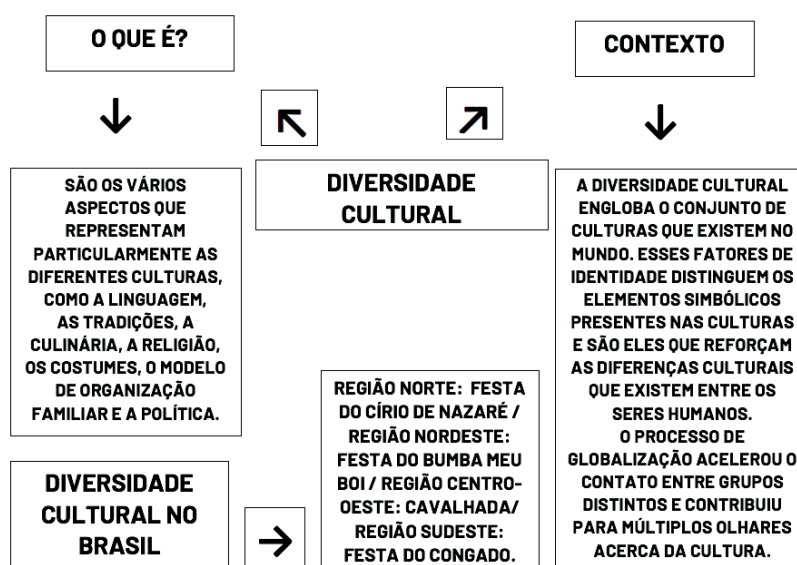 O QUE É?
CONTEXTO
DIVERSIDADE
CULTURAL
SÃO OS VÁRIOS
ASPECTOS QUE
REPRESENTAM
PARTICULARMENTE AS
DIFERENTES CULTURAS,
COMO A LINGUAGEM,
AS TRADIÇÕES, A
CULINÁRIA, A RELIGIÃO,
OS COSTUMES, O MODELO
DE ORGANIZAÇÃO
FAMILIAR E A POLÍTICA.
A DIVERSIDADE CULTURAL
ENGLOBA O CONJUNTO DE
CULTURAS QUE EXISTEM NO
MUNDO. ESSES FATORES DE
IDENTIDADE DISTINGUEM OS
ELEMENTOS SIMBÓLICOS
PRESENTES NAS CULTURAS
E SÃO ELES QUE REFORÇAM
AS DIFERENÇAS CULTURAIS
QUE EXISTEM ENTRE OS
SERES HUMANOS.
O PROCESSO DE
GLOBALIZAÇÃO ACELEROU O
CONTATO ENTRE GRUPOS
DISTINTOS E CONTRIBUIU
PARA MÚLTIPLOS OLHARES
ACERCA DA CULTURA.
DIVERSIDADE
CULTURAL NO
BRASIL
REGIÃO NORTE: FESTA
DO CÍRIO DE NAZARÉ /
REGIÃO NORDESTE:
FESTA DO BUMBA MEU
BOI / REGIÃO CENTRO-
OESTE: CAVALHADA/
REGIÃO SUDESTE:
FESTA DO CONGADO.